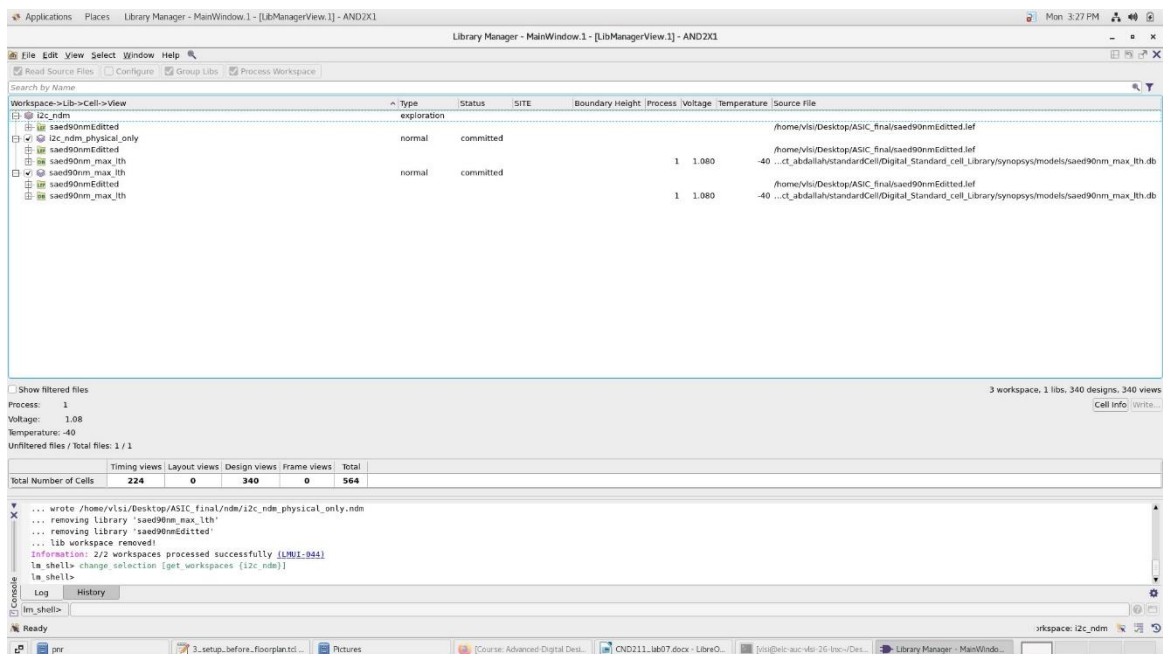 Applications Places Library Manager - MainWindow.1 - [LibManagerView.1] - AND2X1 Mon 3:27 PM
Library Manager - MainWindow.1 - [LibManagerView.1] - AND2X1
File Edit View Select Window Help
Read Source Files Configure Group Libs Process Workspace
Search by Name
Workspace->Lib->Cell->View Type Status SITE Boundary Height Process Voltage Temperature Source File
i2c_ndm exploration
saed90nmEditted /home/vlsi/Desktop/ASIC_final/saed90nmEditted.lef
i2c_ndm_physical_only normal committed
saed90nmEditted /home/vlsi/Desktop/ASIC_final/saed90nmEditted.lef
saed90nm_max_lth 1 1.080 -40 ...ct_abdallah/standardCell/Digital_Standard_cell_Library/synopsys/models/saed90nm_max_lth.db
saed90nm_max_lth normal committed
saed90nmEditted /home/vlsi/Desktop/ASIC_final/saed90nmEditted.lef
saed90nm_max_lth 1 1.080 -40 ...ct_abdallah/standardCell/Digital_Standard_cell_Library/synopsys/models/saed90nm_max_lth.db
Show filtered files 3 workspace, 1 libs, 340 designs, 340 views
Process: 1 Cell Info Write...
Voltage: 1.08
Temperature: -40
Unfiltered files / Total files: 1 / 1
Timing views Layout views Design views Frame views Total
Total Number of Cells 224 0 340 0 564
... wrote /home/vlsi/Desktop/ASIC_final/ndm/i2c_ndm_physical_only.ndm
... removing library 'saed90nm_max_lth'
... removing library 'saed90nmEditted'
... lib workspace removed!
Information: 2/2 workspaces processed successfully (LMUI-044)
lm_shell> change_selection [get_workspaces {i2c_ndm}]
lm_shell>
Console
Log History
lm_shell>
Ready orkspace: i2c_ndm
pnr 3_setup_before_floorplan.tcl ... Pictures [Course: Advanced Digital Desi... CND211_lab07.docx - LibreO... Library Manager - MainWindo...